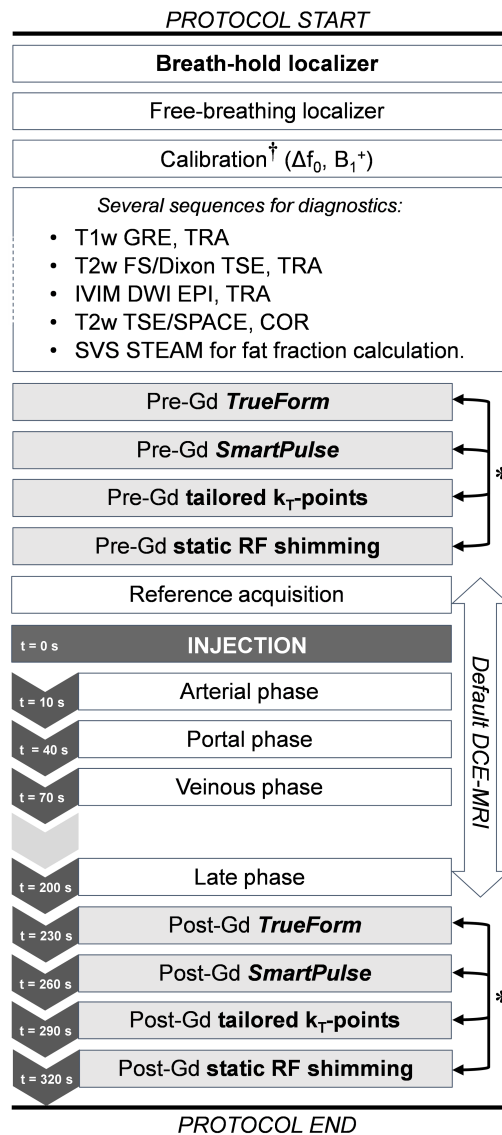 PROTOCOL START
Breath-hold localizer
Free-breathing localizer
Calibration† (Δf₀, B₁⁺)
Several sequences for diagnostics:
• T1w GRE, TRA
• T2w FS/Dixon TSE, TRA
• IVIM DWI EPI, TRA
• T2w TSE/SPACE, COR
• SVS STEAM for fat fraction calculation.
Pre-Gd TrueForm
Pre-Gd SmartPulse
*
Pre-Gd tailored kT-points
Pre-Gd static RF shimming
Reference acquisition
t = 0 s INJECTION
t = 10 s Arterial phase
t = 40 s Portal phase
t = 70 s Veinous phase
Default DCE-MRI
t = 200 s Late phase
t = 230 s Post-Gd TrueForm
t = 260 s Post-Gd SmartPulse
*
t = 290 s Post-Gd tailored kT-points
t = 320 s Post-Gd static RF shimming
PROTOCOL END